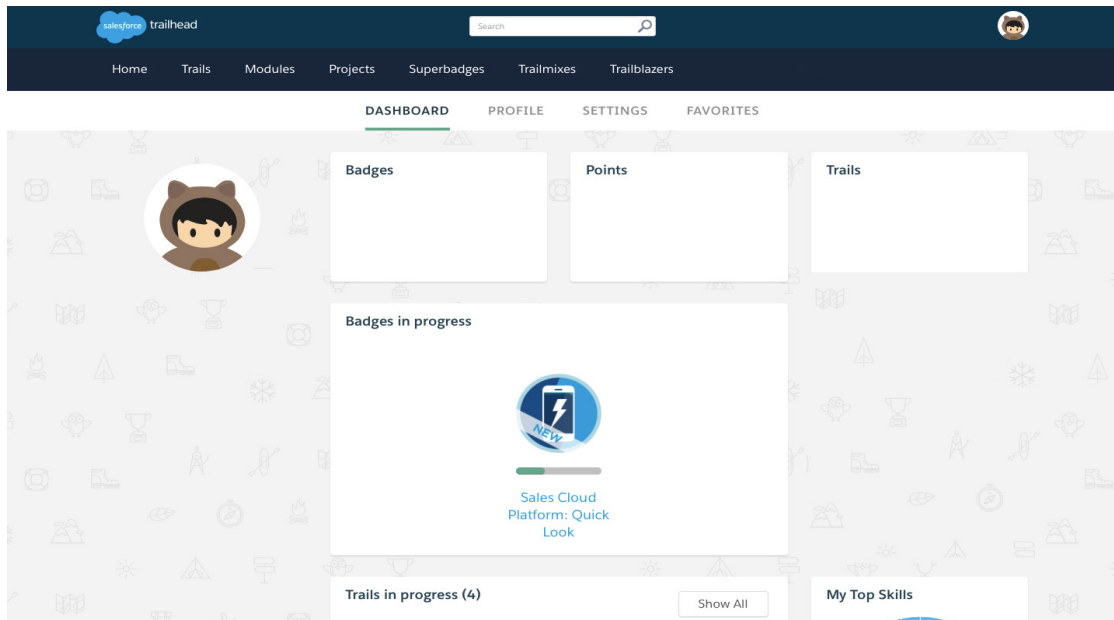 salesforce trailhead
Search
Home Trails Modules Projects Superbadges Trailmixes Trailblazers
DASHBOARD PROFILE SETTINGS FAVORITES
Badges
Points
Trails
Badges in progress
NEW
Sales Cloud
Platform: Quick
Look
Trails in progress (4)
Show All
My Top Skills